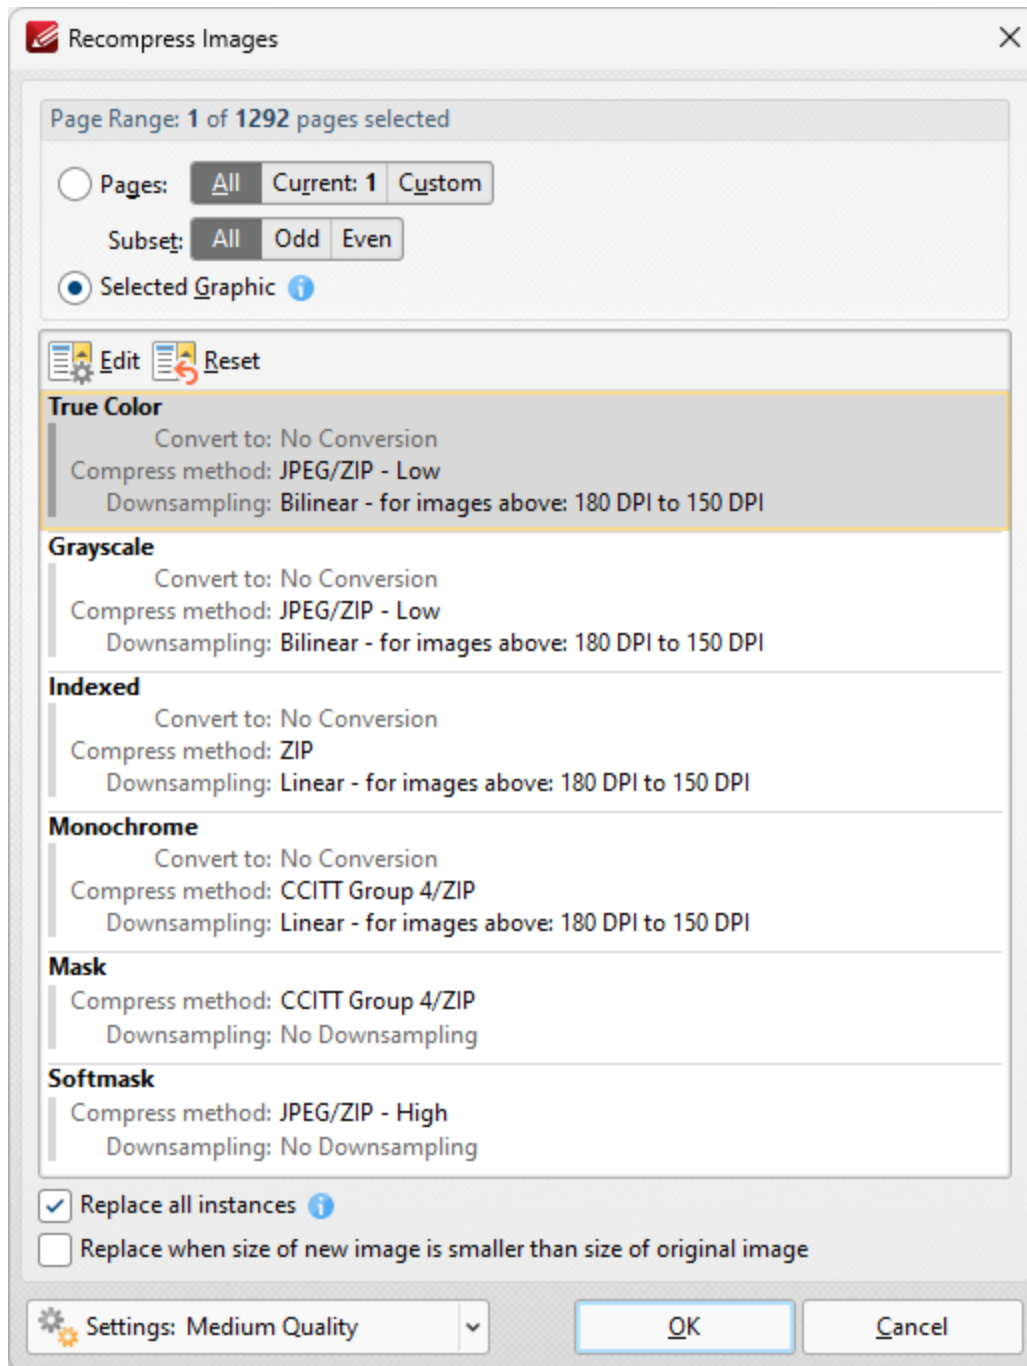 Recompress Images
Page Range: 1 of 1292 pages selected
Pages: All Current: 1 Custom
Subset: All Odd Even
Selected Graphic
Edit Reset
True Color
Convert to: No Conversion
Compress method: JPEG/ZIP - Low
Downsampling: Bilinear - for images above: 180 DPI to 150 DPI
Grayscale
Convert to: No Conversion
Compress method: JPEG/ZIP - Low
Downsampling: Bilinear - for images above: 180 DPI to 150 DPI
Indexed
Convert to: No Conversion
Compress method: ZIP
Downsampling: Linear - for images above: 180 DPI to 150 DPI
Monochrome
Convert to: No Conversion
Compress method: CCITT Group 4/ZIP
Downsampling: Linear - for images above: 180 DPI to 150 DPI
Mask
Compress method: CCITT Group 4/ZIP
Downsampling: No Downsampling
Softmask
Compress method: JPEG/ZIP - High
Downsampling: No Downsampling
Replace all instances
Replace when size of new image is smaller than size of original image
Settings: Medium Quality OK Cancel